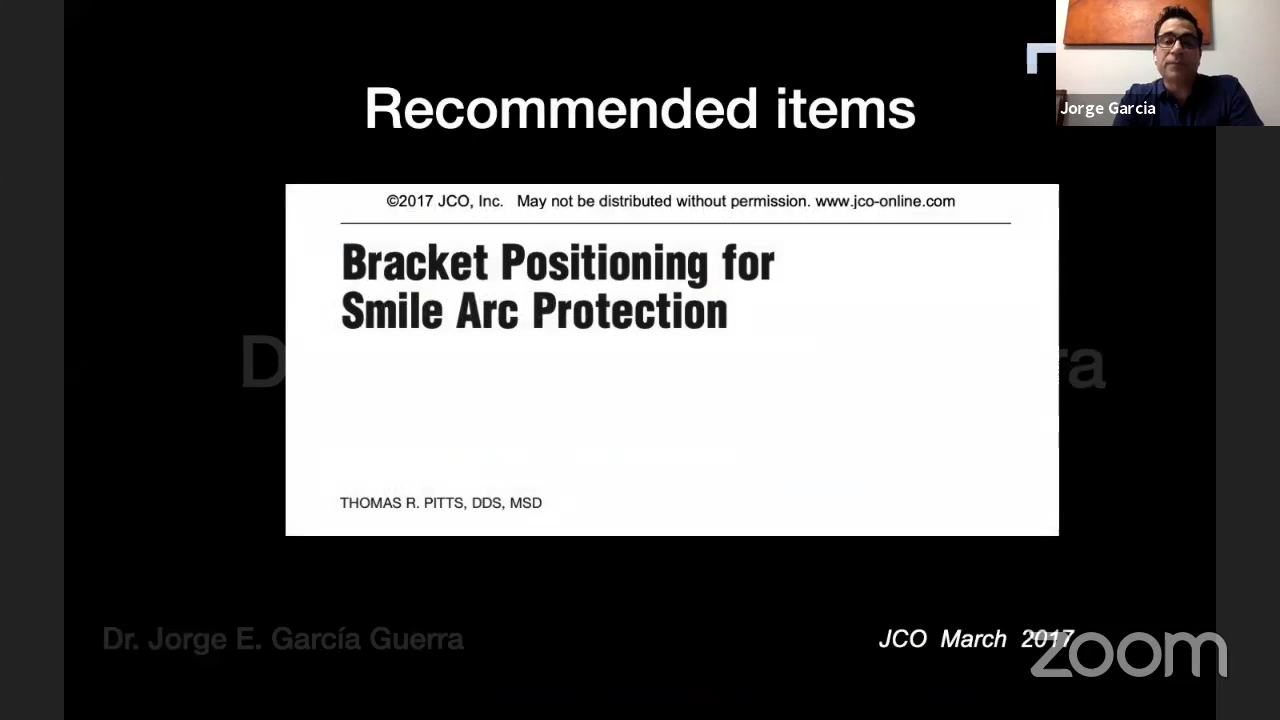 Recommended items
Jorge Garcia
©2017 JCO, Inc. May not be distributed without permission. www.jco-online.com
Bracket Positioning for
Smile Arc Protection
D
ra
THOMAS R. PITTS, DDS, MSD
Dr. Jorge E. García Guerra
JCO March 2017
zoom